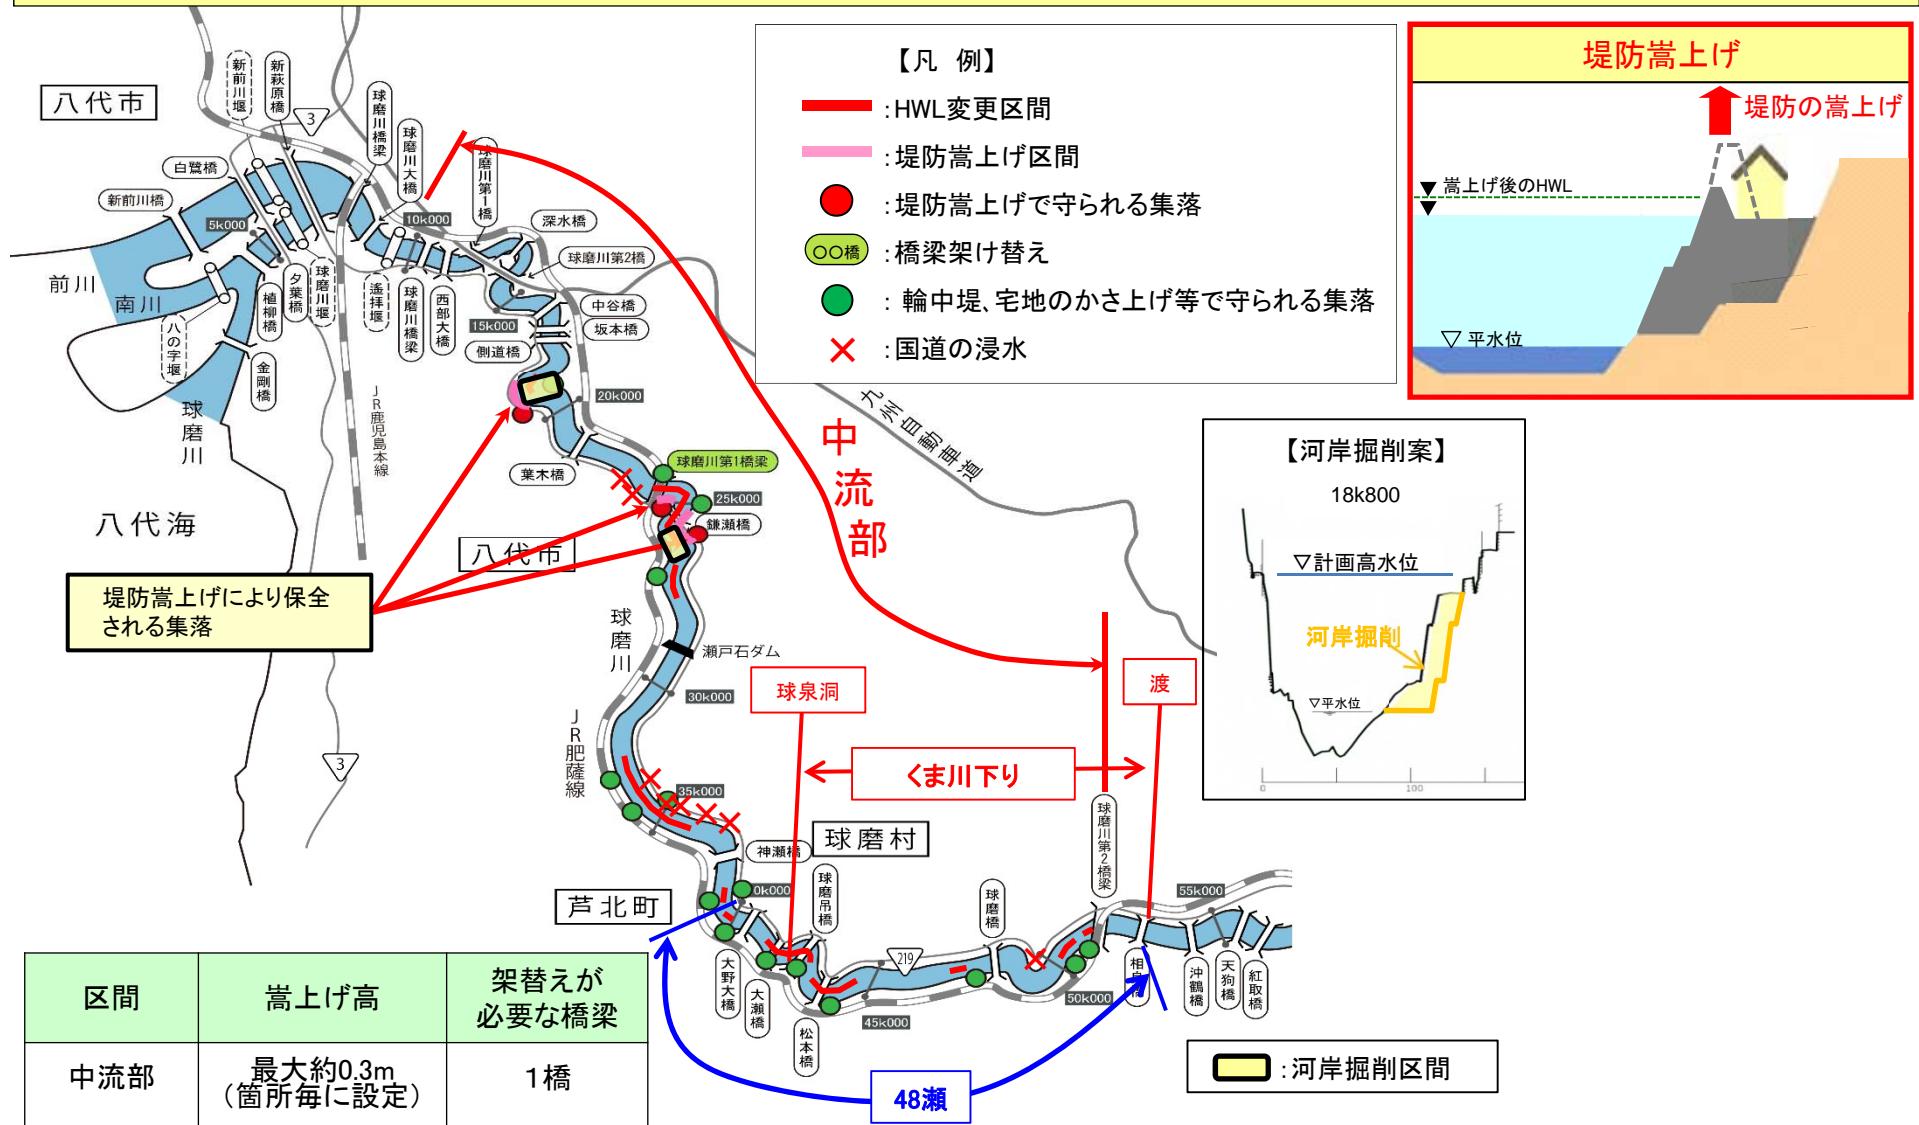 【凡 例】
：HWL変更区間
：堤防嵩上げ区間
：堤防嵩上げで守られる集落
○○橋
：橋梁架け替え
：輪中堤、宅地のかさ上げ等で守られる集落
：国道の浸水
堤防嵩上げ
堤防の嵩上げ
▼ 嵩上げ後のHWL
▼
▽ 平水位
八代市
新前川堰
新萩原橋
3
球磨川橋梁
球磨川大橋
球磨川第1橋
白鷺橋
新前川橋
5k000
10k000
深水橋
球磨川第2橋
前川
南川
八の字堰
植柳橋
夕葉橋
球磨川堰
遙拝堰
球磨川橋梁
西部大橋
15k000
中谷橋
坂本橋
側道橋
金剛橋
球磨川
JR鹿児島本線
20k000
九州自動車道
中流部
葉木橋
球磨川第1橋梁
25k000
鎌瀬橋
八代海
八代市
堤防嵩上げにより保全
される集落
球磨川
瀬戸石ダム
30k000
JR肥薩線
3
球泉洞
渡
くま川下り
35k000
神瀬橋
球磨村
球磨川第2橋梁
芦北町
0k000
球磨吊橋
球磨橋
219
55k000
大野大橋
大瀬橋
松本橋
45k000
50k000
沖鶴橋
天狗橋
紅取橋
48瀬
【河岸掘削案】
18k800
▽計画高水位
河岸掘削
▽平水位
0
100
：河岸掘削区間
区間
嵩上げ高
架替えが
必要な橋梁
中流部
最大約0.3m
（箇所毎に設定）
1橋